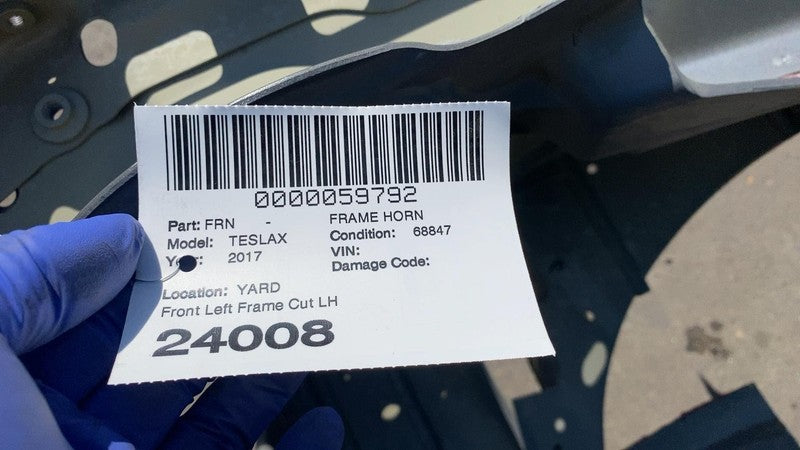 0000059792
Part: FRN - FRAME HORN
Model: TESLAX Condition: 68847
Year: 2017 VIN:
Damage Code:
Location: YARD
Front Left Frame Cut LH
24008